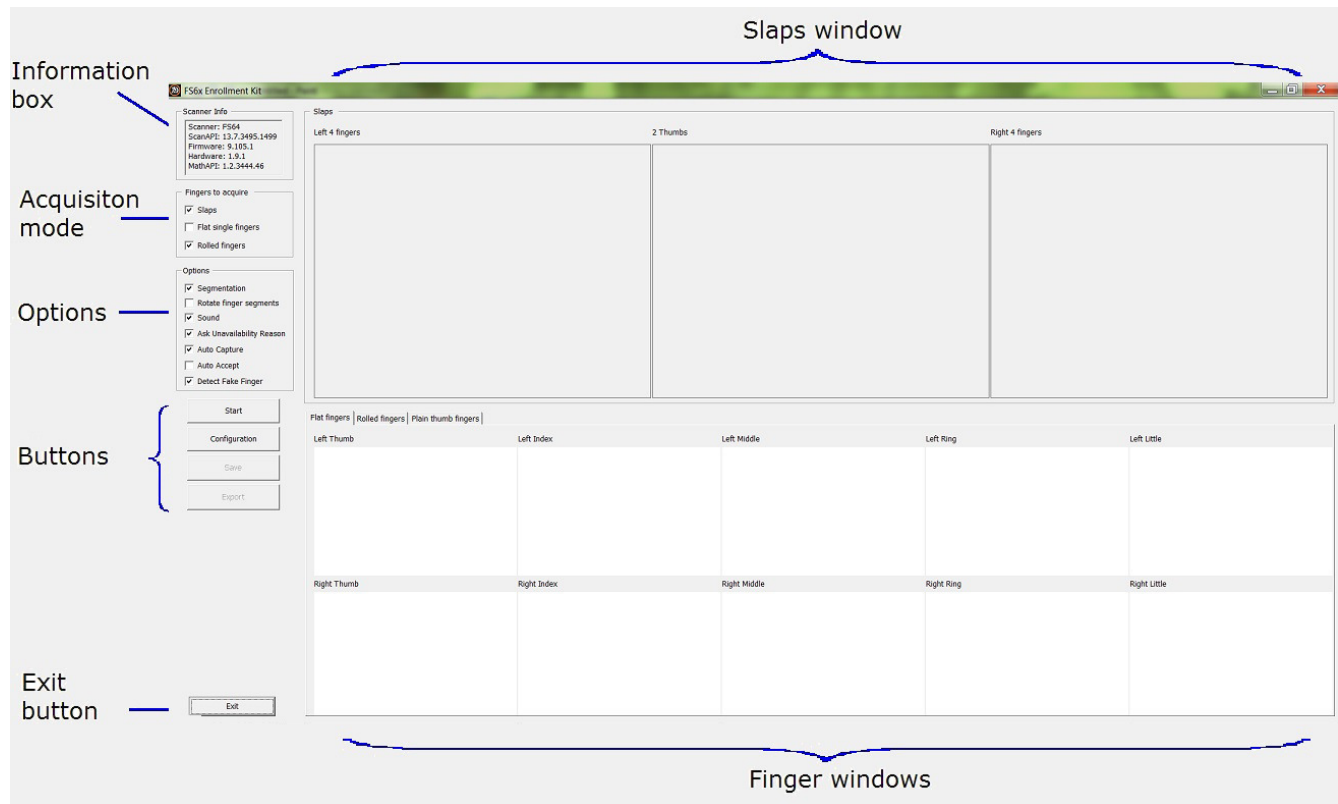 Slaps window
Information
box
FS6x Enrollment Kit
Scanner Info
Scanner: FS64
ScanAPI: 13.7.3495.1499
Firmware: 9.105.1
Hardware: 1.9.1
MathAPI: 1.2.3444.46
Slaps
Left 4 fingers
2 Thumbs
Right 4 fingers
Acquisiton
mode
Fingers to acquire
Slaps
Flat single fingers
Rolled fingers
Options
Options
Segmentation
Rotate finger segments
Sound
Ask Unavailability Reason
Auto Capture
Auto Accept
Detect Fake Finger
Buttons
Start
Configuration
Save
Export
Flat fingers Rolled fingers Plain thumb fingers
Left Thumb Left Index Left Middle Left Ring Left Little
Right Thumb Right Index Right Middle Right Ring Right Little
Exit
button
Exit
Finger windows